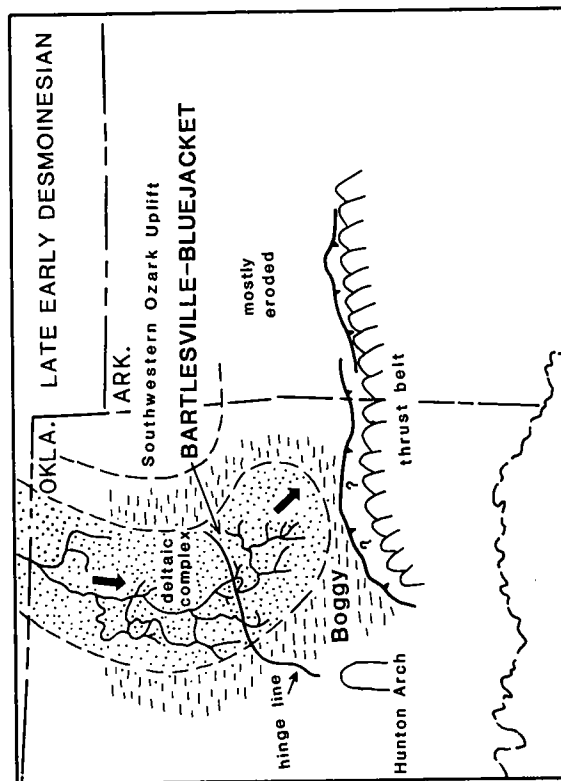 LATE EARLY DESMOINESIAN
OKLA.
ARK.
Southwestern Ozark Uplift
BARTLESVILLE-BLUEJACKET
mostly
eroded
deltaic
complex
thrust belt
?
?
Boggy
hinge line
Hunton Arch